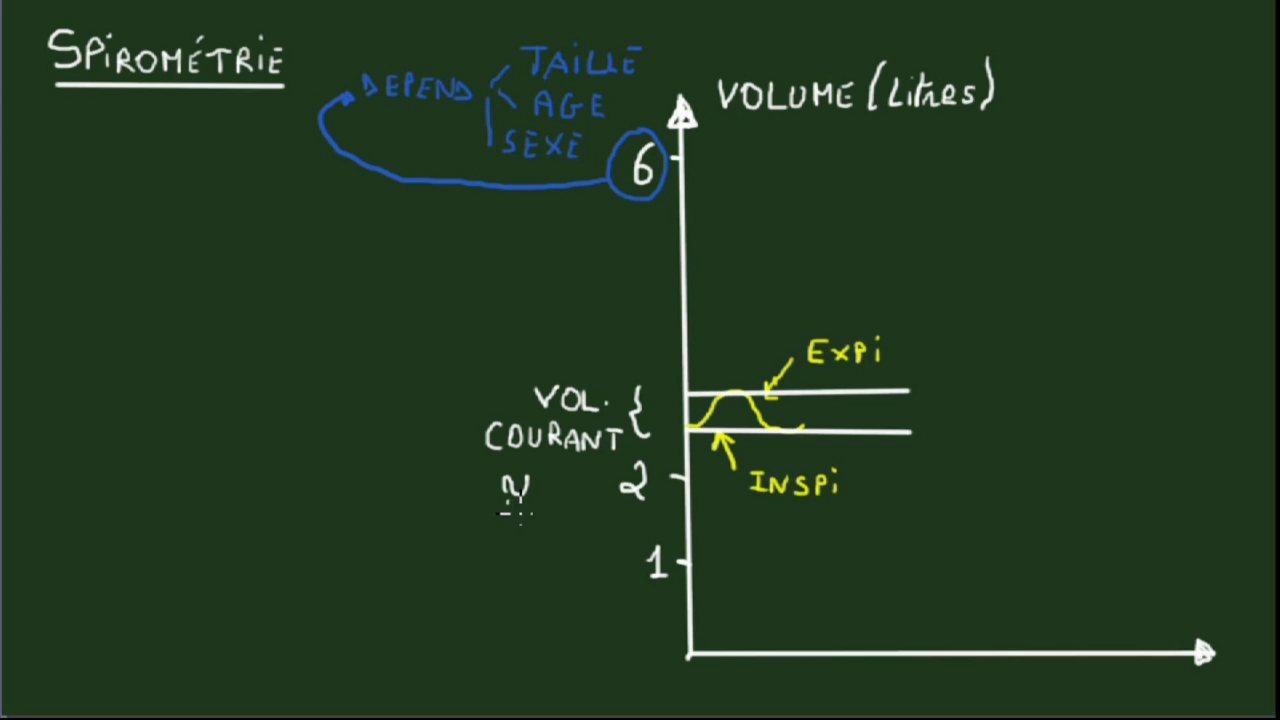 SPIROMÉTRIE
DEPEND
TAILLE
AGE
SEXE
6
VOLUME (Litres)
EXPi
VOL.
COURANT
2
INSPi
1